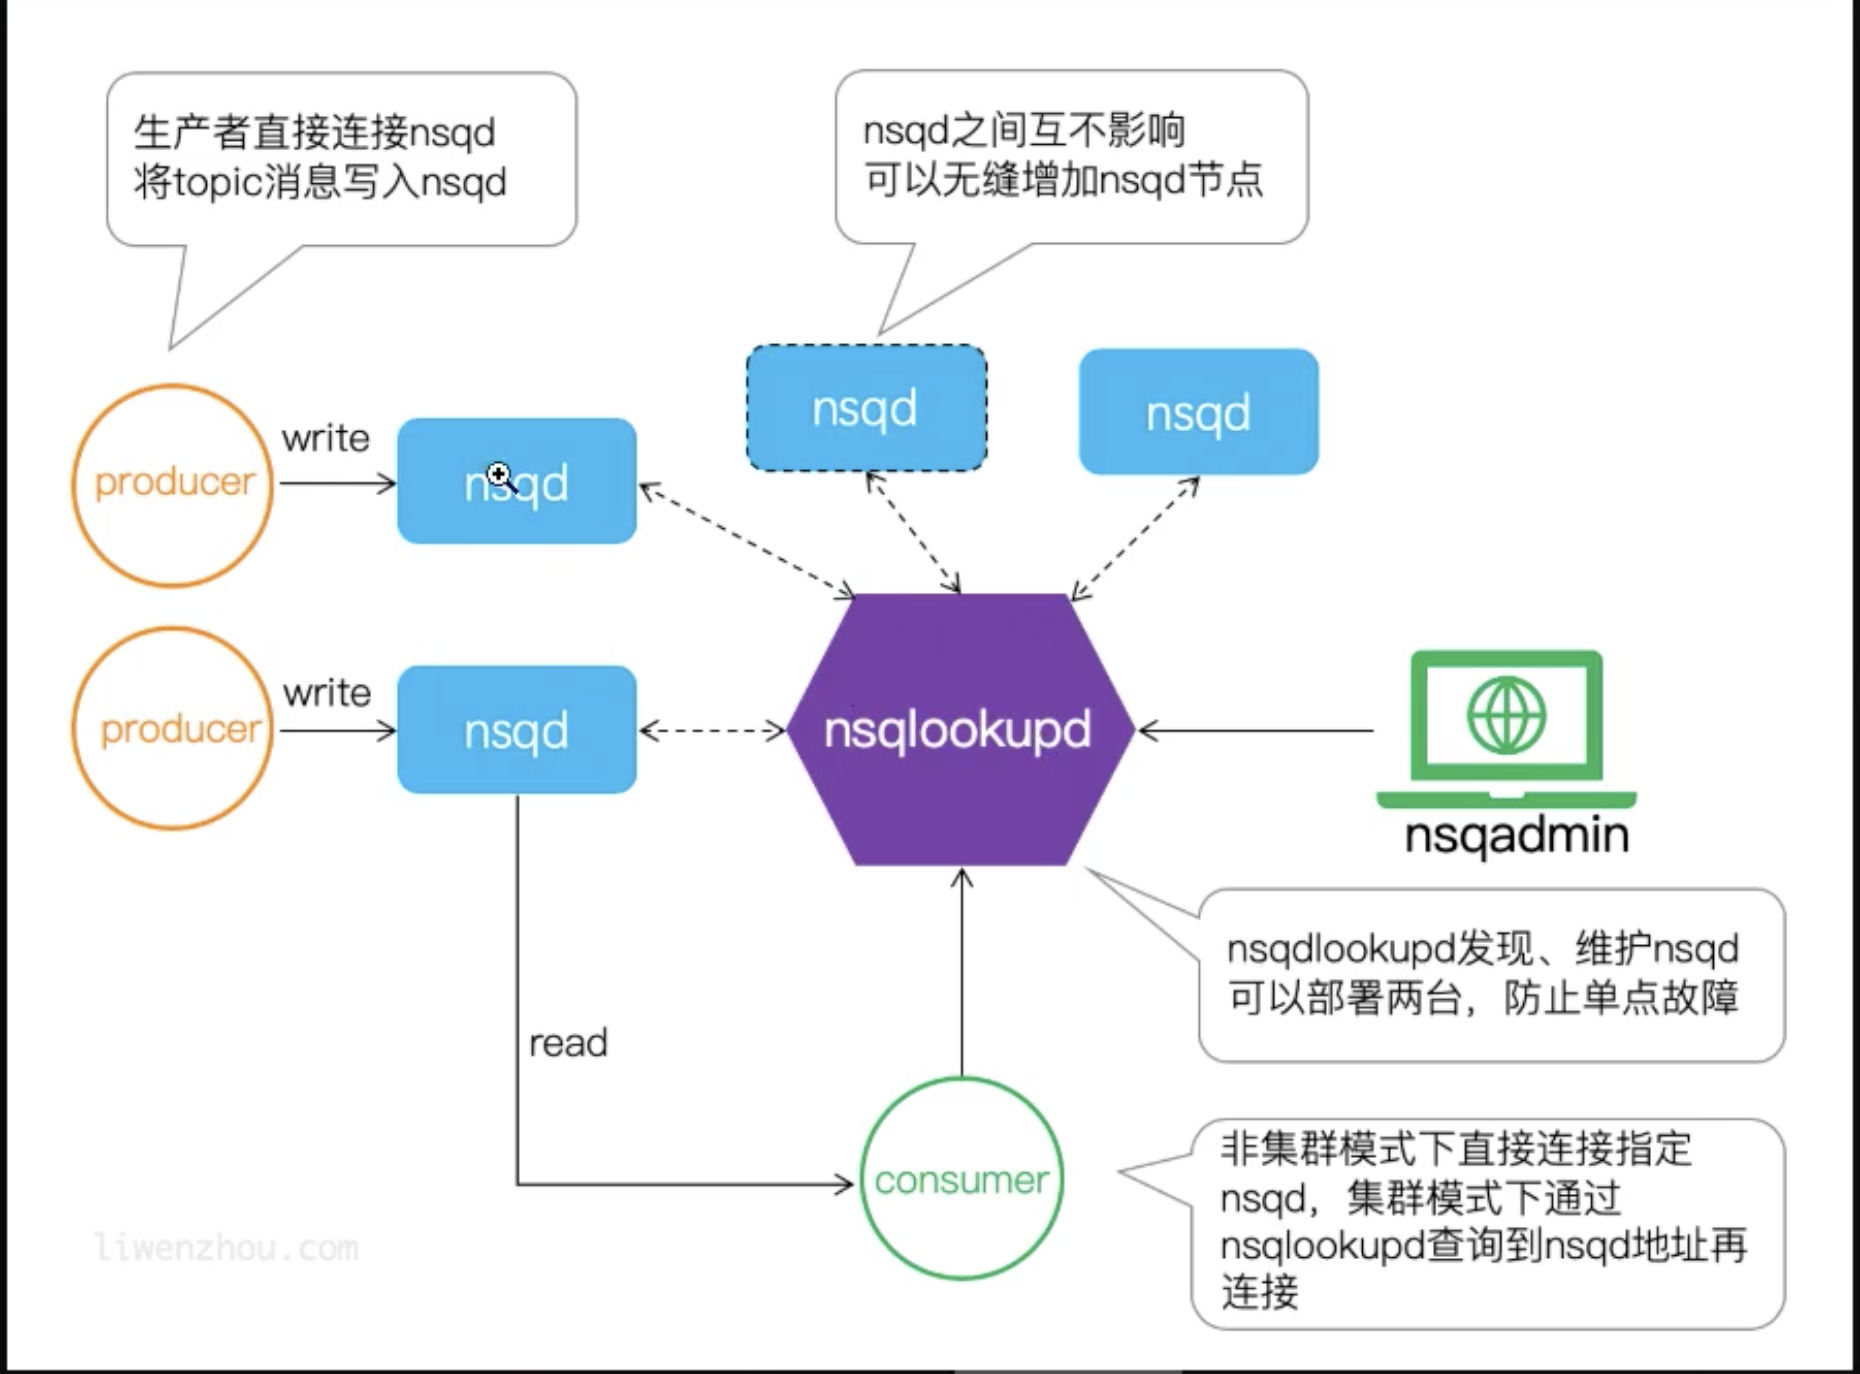 生产者直接连接nsqd
将topic消息写入nsqd
nsqd之间互不影响
可以无缝增加nsqd节点
nsqd
nsqd
write
producer
nsqd
write
producer
nsqd
nsqlookupd
nsqadmin
nsqdlookupd发现、维护nsqd
可以部署两台，防止单点故障
read
consumer
非集群模式下直接连接指定
nsqd，集群模式下通过
nsqlookupd查询到nsqd地址再
连接
liwenzhou.com